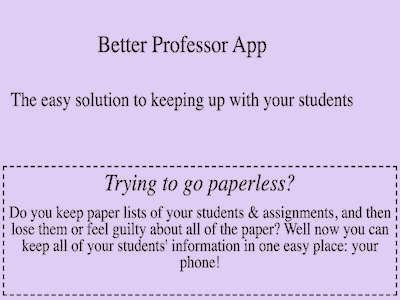 Better Professor App
The easy solution to keeping up with your students
Trying to go paperless?
Do you keep paper lists of your students & assignments, and then
lose them or feel guilty about all of the paper? Well now you can
keep all of your students' information in one easy place: your
phone!